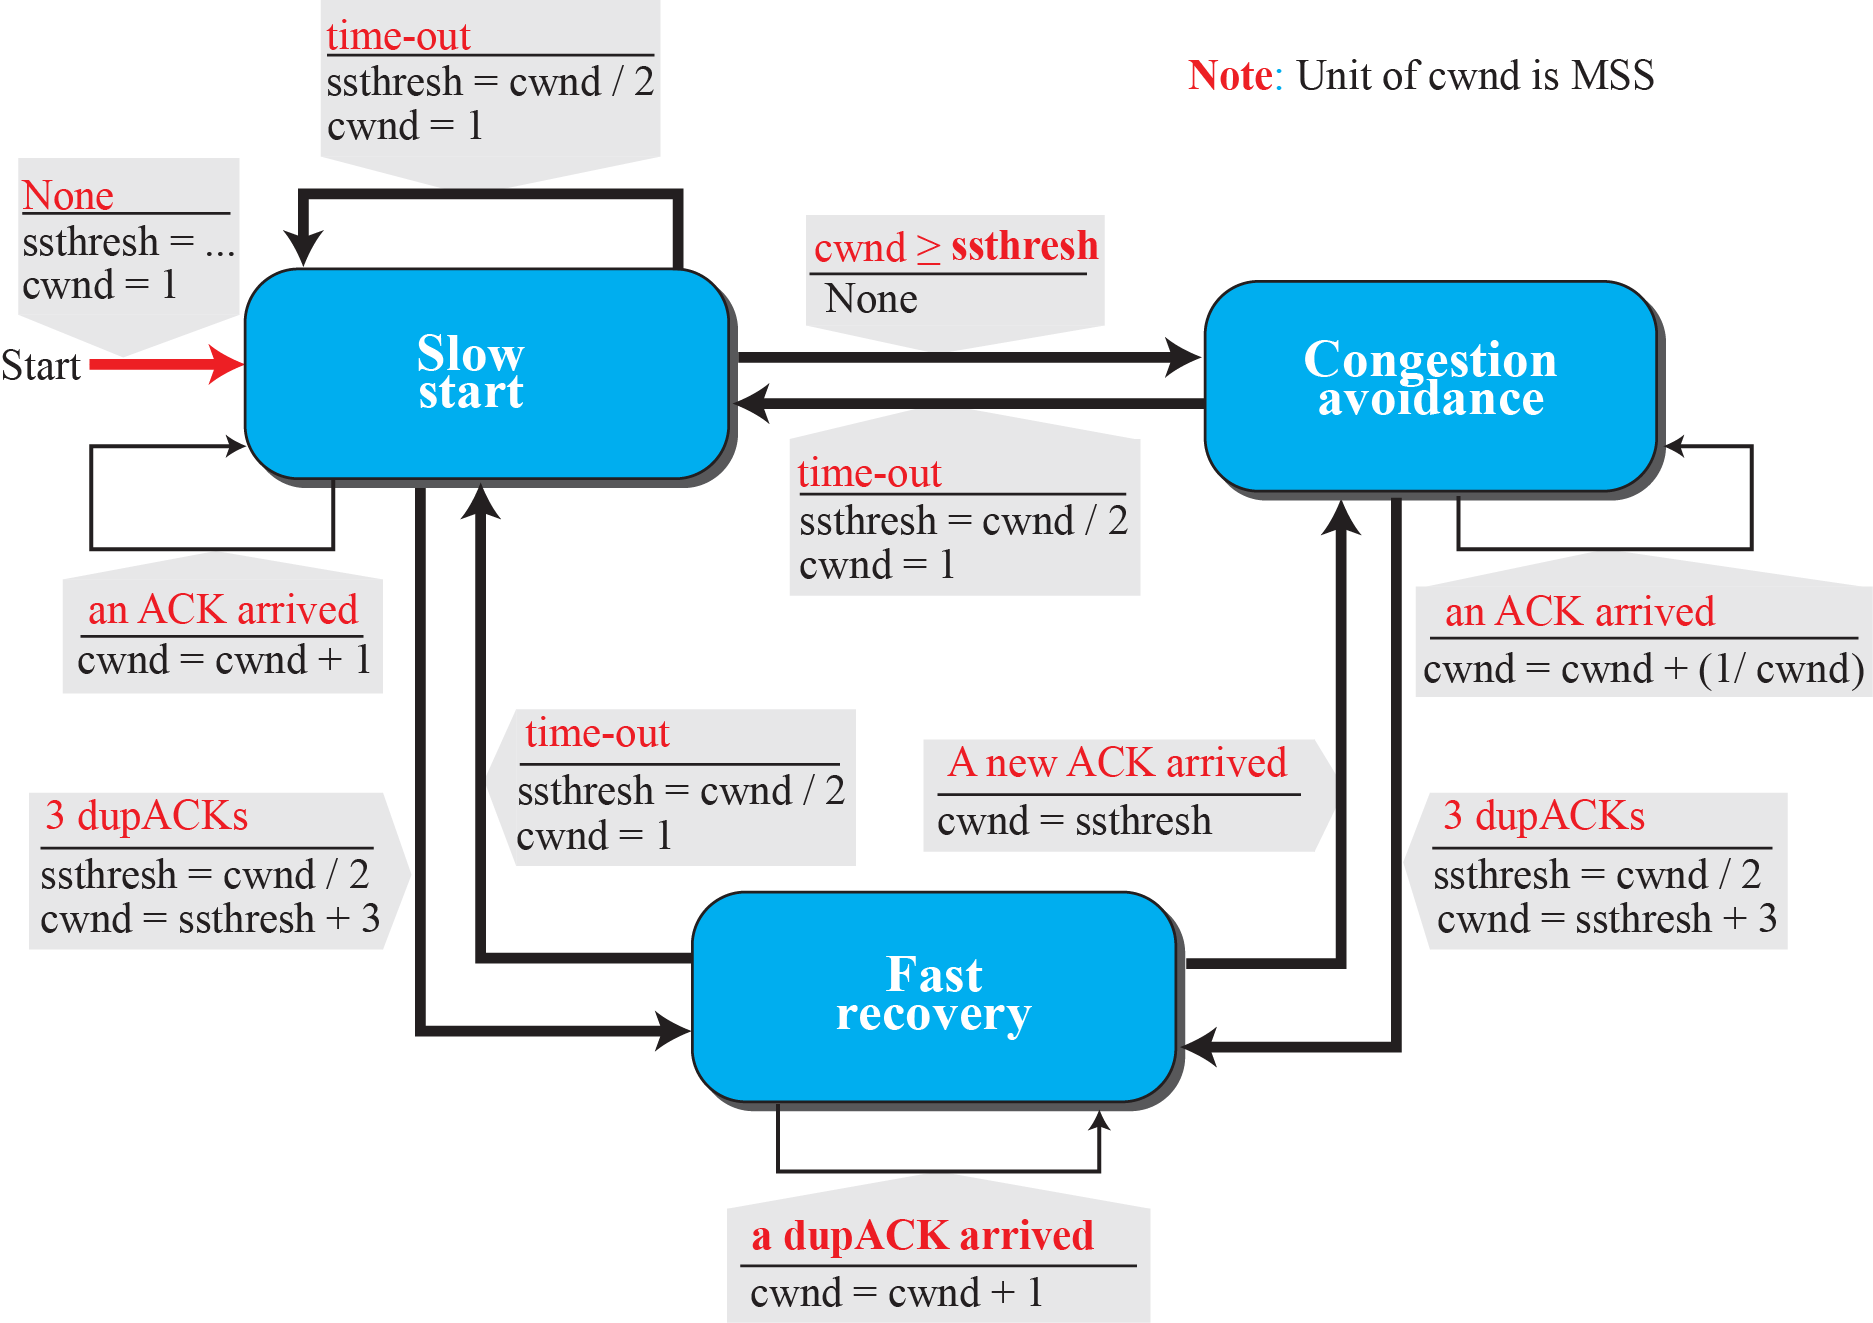 time-out
ssthresh = cwnd / 2
cwnd = 1
Note: Unit of cwnd is MSS
None
ssthresh = ...
cwnd = 1
Start
cwnd ≥ ssthresh
None
Slow
start
Congestion
avoidance
time-out
ssthresh = cwnd / 2
cwnd = 1
an ACK arrived
cwnd = cwnd + 1
an ACK arrived
cwnd = cwnd + (1/ cwnd)
time-out
ssthresh = cwnd / 2
cwnd = 1
A new ACK arrived
cwnd = ssthresh
3 dupACKs
ssthresh = cwnd / 2
cwnd = ssthresh + 3
3 dupACKs
ssthresh = cwnd / 2
cwnd = ssthresh + 3
Fast
recovery
a dupACK arrived
cwnd = cwnd + 1